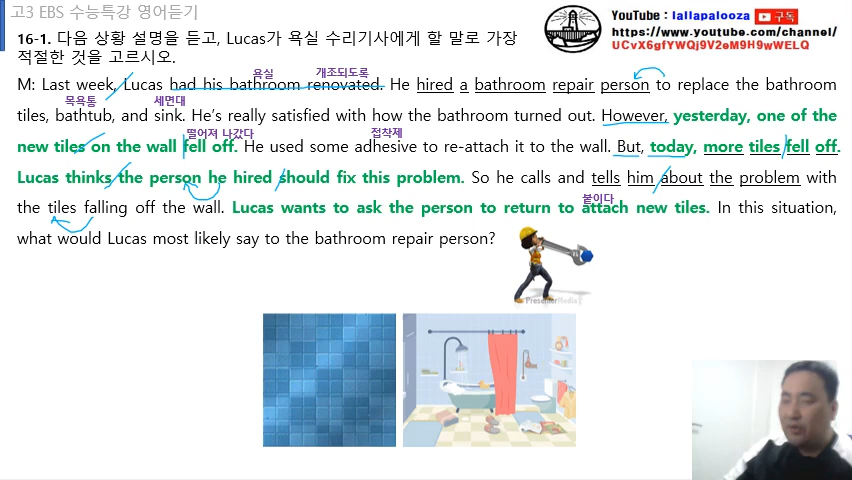 고3 EBS 수능특강 영어듣기
YouTube : lallapalooza 구독
https://www.youtube.com/channel/
UCvX6gfYWQj9V2eM9H9wWELQ
16-1. 다음 상황 설명을 듣고, Lucas가 욕실 수리기사에게 할 말로 가장
적절한 것을 고르시오.
욕실 개조되도록
M: Last week, Lucas had his bathroom renovated. He hired a bathroom repair person to replace the bathroom
목욕통 세면대
tiles, bathtub, and sink. He's really satisfied with how the bathroom turned out. However, yesterday, one of the
떨어져 나갔다 접착제
new tiles on the wall fell off. He used some adhesive to re-attach it to the wall. But, today, more tiles fell off.
Lucas thinks the person he hired should fix this problem. So he calls and tells him about the problem with
붙이다
the tiles falling off the wall. Lucas wants to ask the person to return to attach new tiles. In this situation,
what would Lucas most likely say to the bathroom repair person?
PresenterMedia